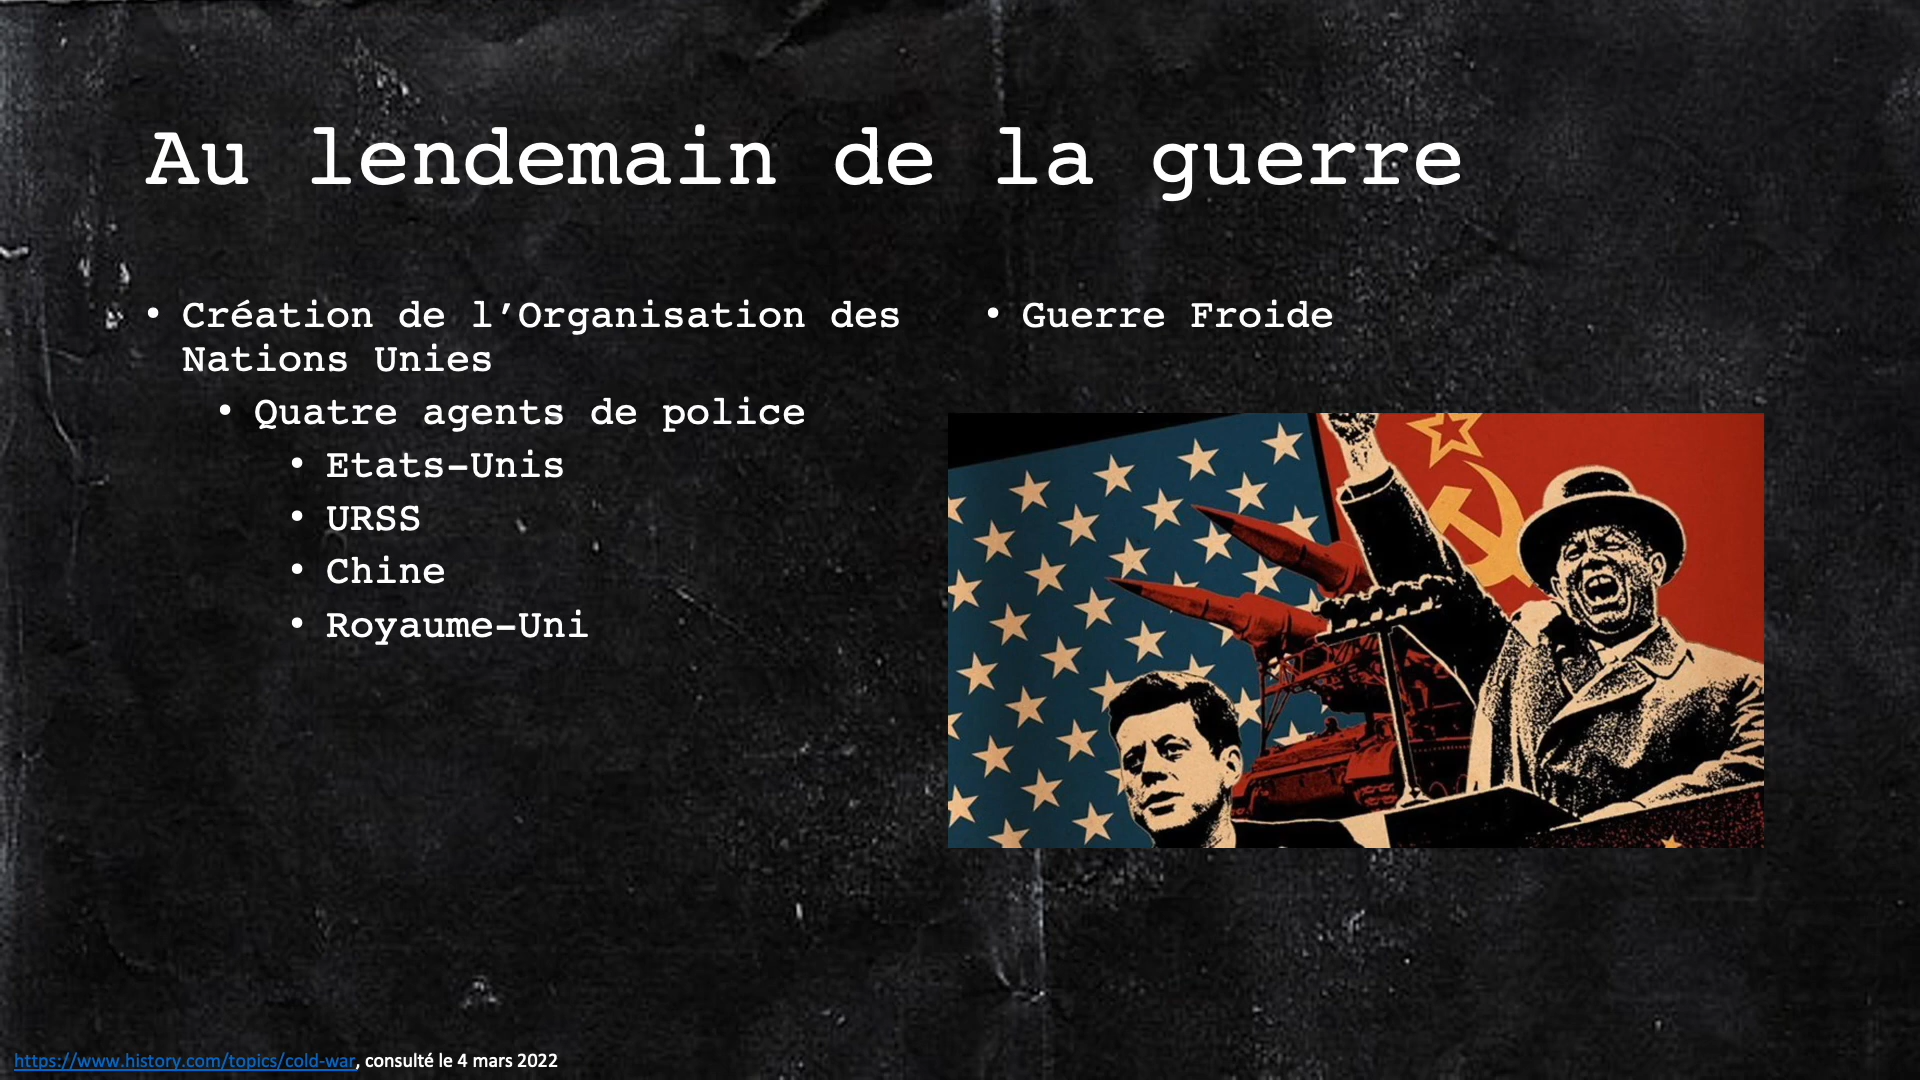 Au lendemain de la guerre
• Création de l’Organisation des
Nations Unies
• Quatre agents de police
• Etats-Unis
• URSS
• Chine
• Royaume-Uni
• Guerre Froide
https://www.history.com/topics/cold-war, consulté le 4 mars 2022